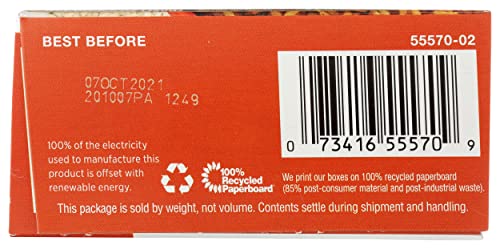 BEST BEFORE
55570-02
07OCT2021
201007PA 1249
0 73416 55570 9
100% of the electricity
used to manufacture this
product is offset with
renewable energy.
100%
Recycled
Paperboard
We print our boxes on 100% recycled paperboard
(85% post-consumer material and post-industrial waste).
This package is sold by weight, not volume. Contents settle during shipment and handling.